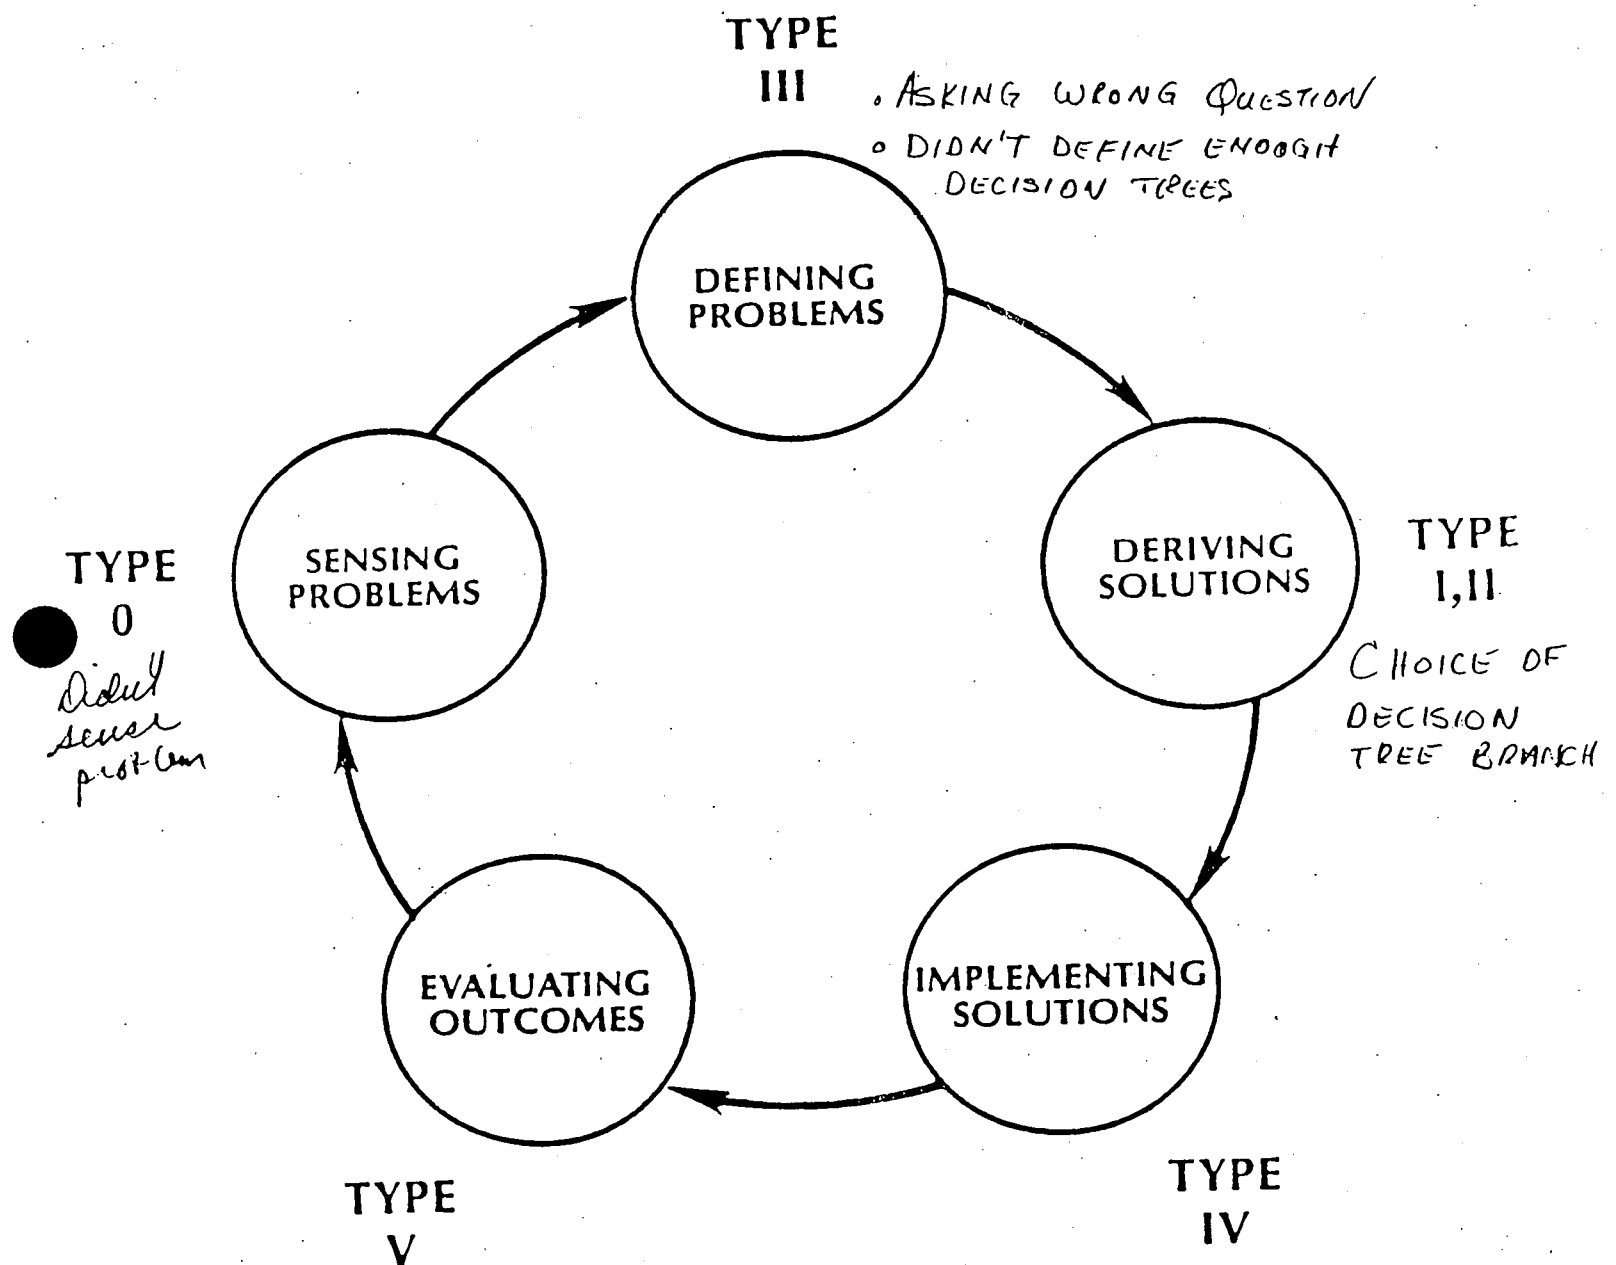 TYPE
III
. ASKING WRONG QUESTION
o DIDN'T DEFINE ENOOGH
DECISION TREES
DEFINING
PROBLEMS
SENSING
PROBLEMS
TYPE
0
Didn't
sense
problem
DERIVING
SOLUTIONS
TYPE
I,II
CHOICE OF
DECISION
TREE BRANCH
EVALUATING
OUTCOMES
IMPLEMENTING
SOLUTIONS
TYPE
V
TYPE
IV